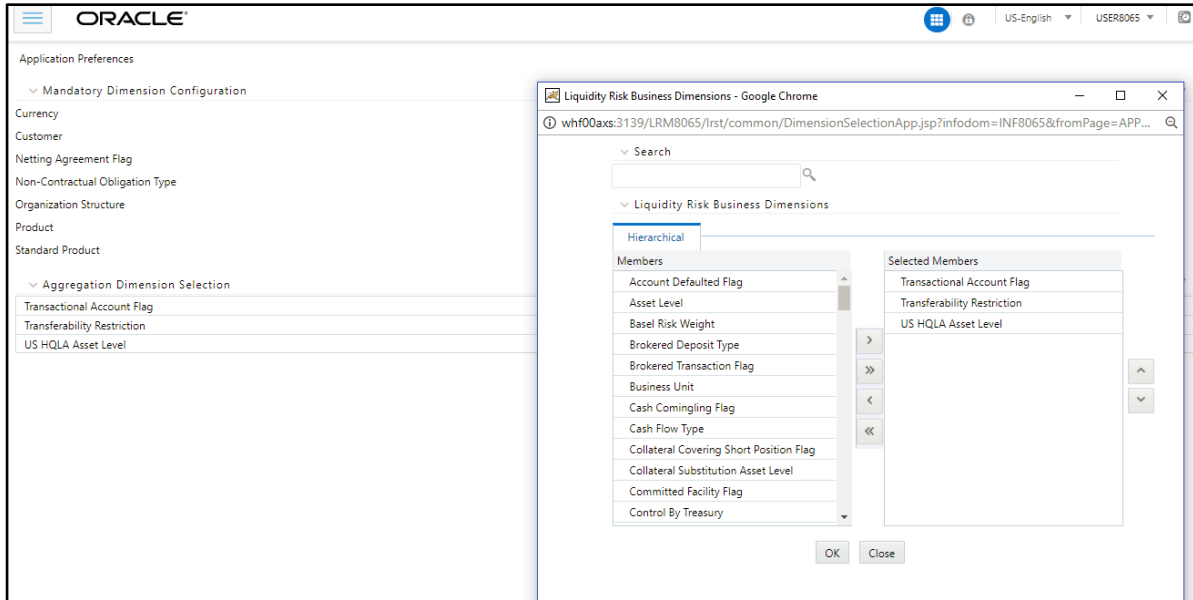 ORACLE
US-English
USER8065
Application Preferences
Mandatory Dimension Configuration
Currency
Customer
Netting Agreement Flag
Non-Contractual Obligation Type
Organization Structure
Product
Standard Product
Aggregation Dimension Selection
Transactional Account Flag
Transferability Restriction
US HQLA Asset Level
Liquidity Risk Business Dimensions - Google Chrome
whf00axs:3139/LRM8065/lrst/common/DimensionSelectionApp.jsp?infodom=INF8065&fromPage=APP...
Search
Liquidity Risk Business Dimensions
Hierarchical
Members
Account Defaulted Flag
Asset Level
Basel Risk Weight
Brokered Deposit Type
Brokered Transaction Flag
Business Unit
Cash Comingling Flag
Cash Flow Type
Collateral Covering Short Position Flag
Collateral Substitution Asset Level
Committed Facility Flag
Control By Treasury
Selected Members
Transactional Account Flag
Transferability Restriction
US HQLA Asset Level
OK
Close